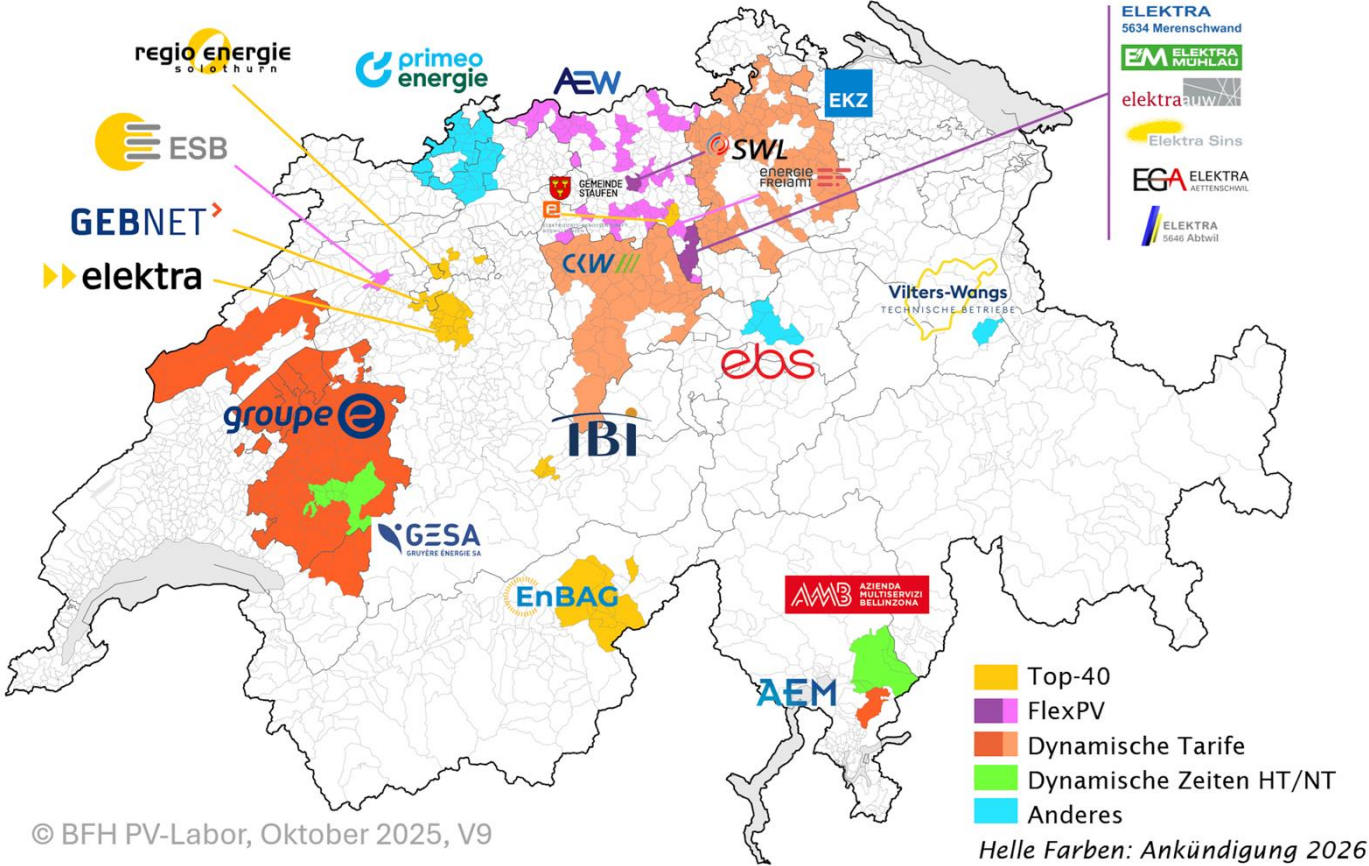 regio energie
solothurn
primeo
energie
AEW
EKZ
ELEKTRA
5634 Merenschwand
EM ELEKTRA
MÜHLAU
elektraauw
Elektra Sins
EGA ELEKTRA
AETTENSCHWIL
ELEKTRA
5646 Abtwil
ESB
SWL
ENERGIE
FREIAMT
GEMEINDE
STAUFEN
e
GEBNET
elektra
CKW
Vilters-Wangs
TECHNISCHE BETRIEBE
ebs
groupe e
IBI
GESA
GRUYÈRE ÉNERGIE SA
EnBAG
AMB AZIENDA
MULTISERVIZI
BELLINZONA
AEM
Top-40
FlexPV
Dynamische Tarife
Dynamische Zeiten HT/NT
Anderes
© BFH PV-Labor, Oktober 2025, V9
Helle Farben: Ankündigung 2026